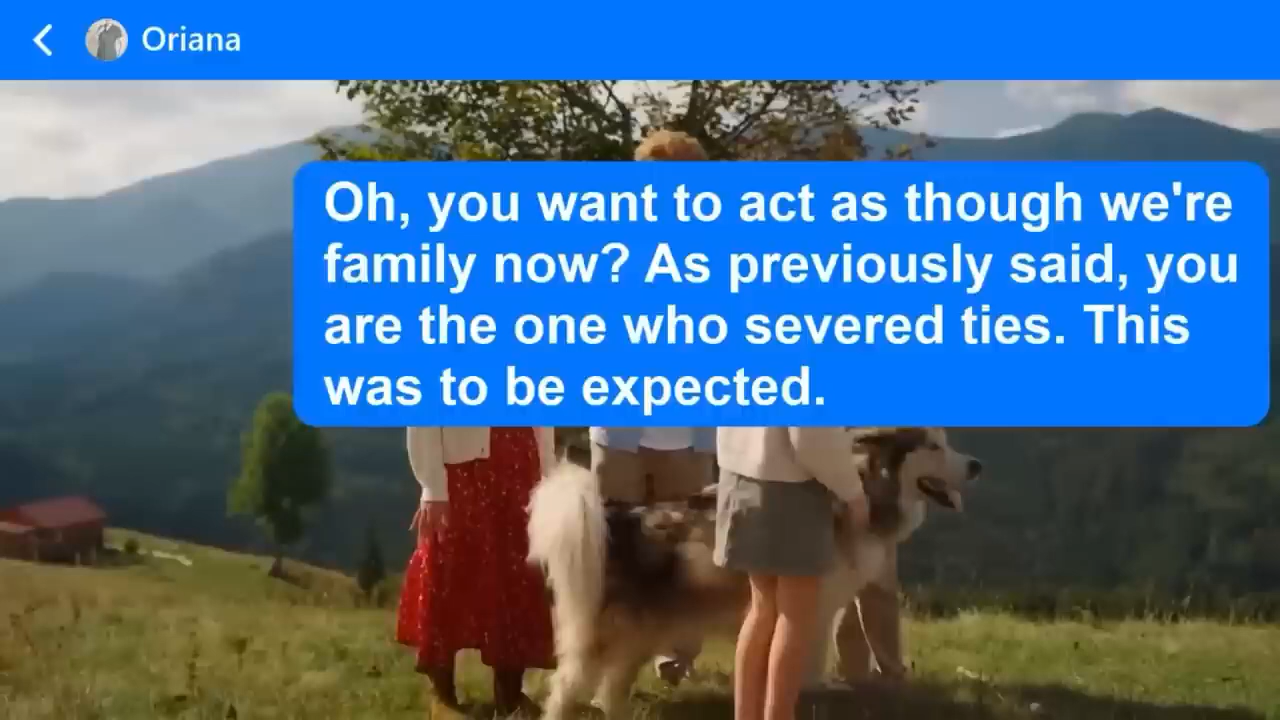 Oriana
Oh, you want to act as though we're
family now? As previously said, you
are the one who severed ties. This
was to be expected.